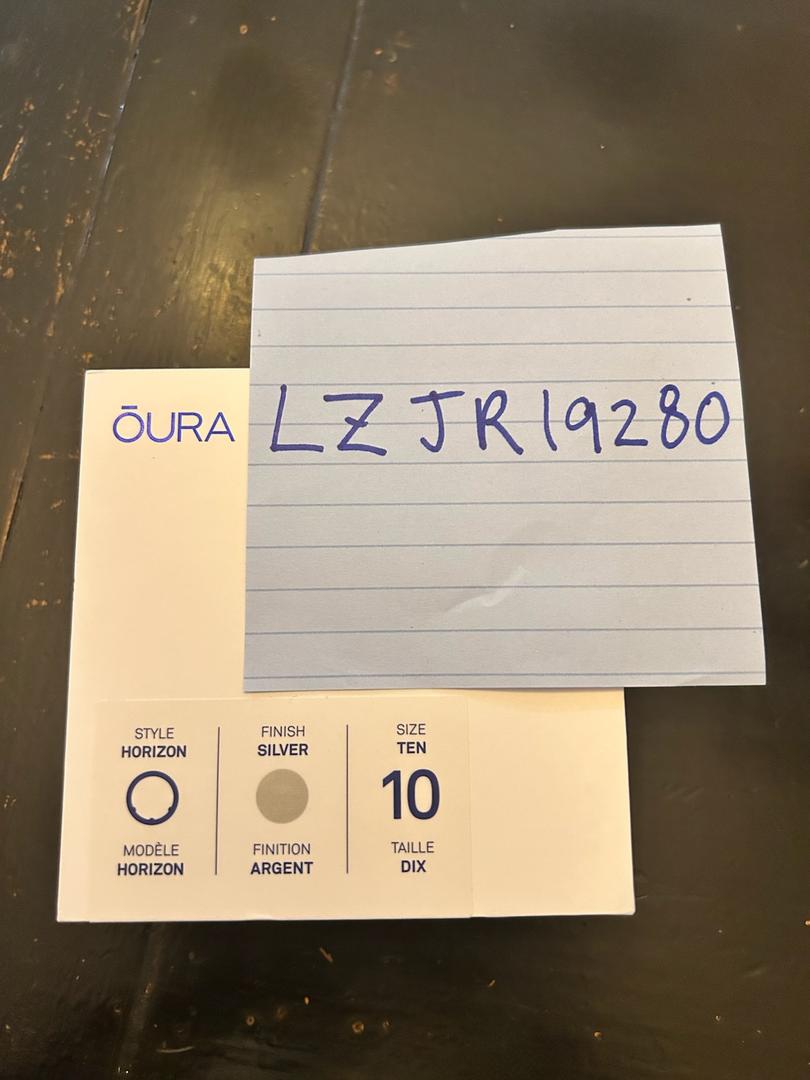 LZJR19280
ŌURA
STYLE
HORIZON
MODÈLE
HORIZON
FINISH
SILVER
FINITION
ARGENT
SIZE
TEN
10
TAILLE
DIX